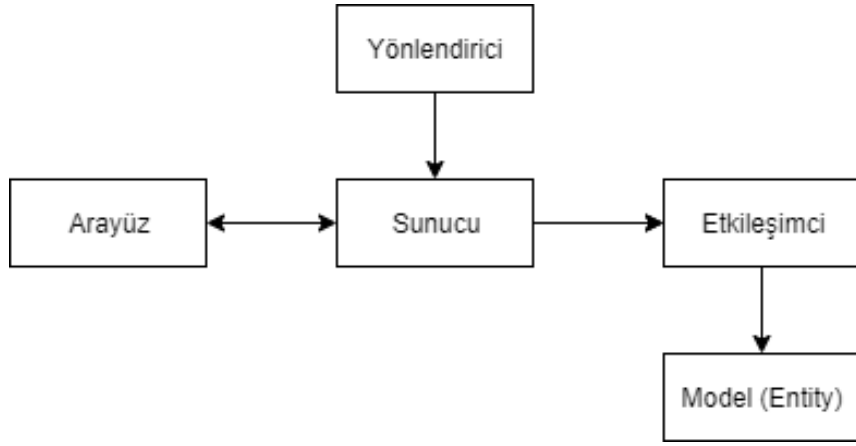 Yönlendirici
Arayüz
Sunucu
Etkileşimci
Model (Entity)